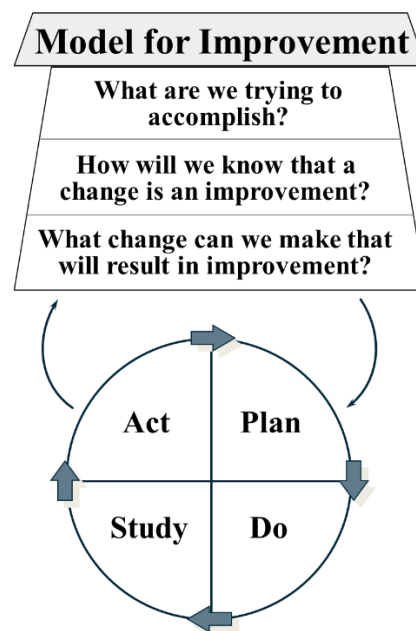 Model for Improvement
What are we trying to
accomplish?
How will we know that a
change is an improvement?
What change can we make that
will result in improvement?
Act
Plan
Study
Do